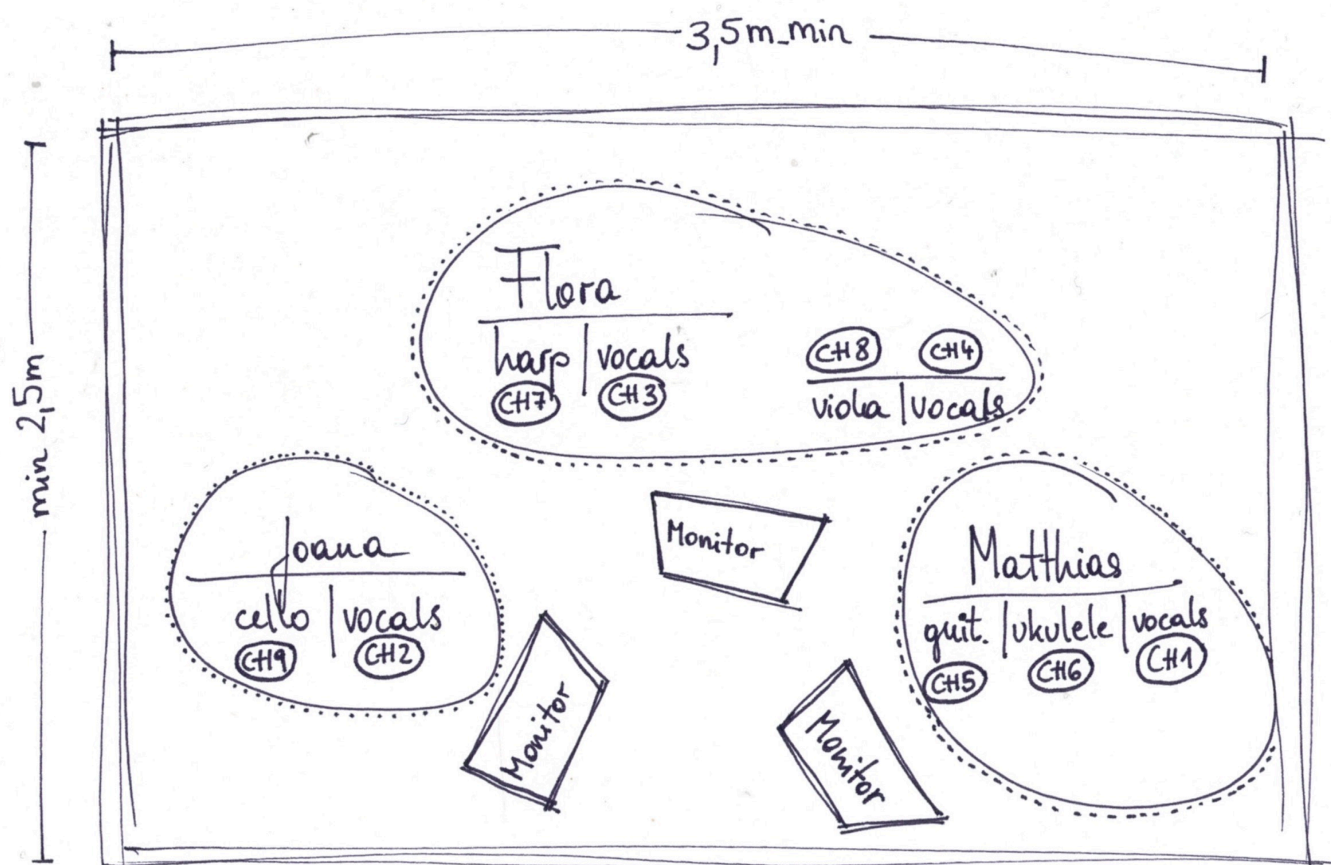 3,5m min
min 2,5m
Flora
harp | vocals
CH7 CH3
CH8 CH4
viola | vocals
Joana
cello | vocals
CH9 CH2
Monitor
Matthias
guit. | ukulele | vocals
CH5 CH6 CH1
Monitor
Monitor